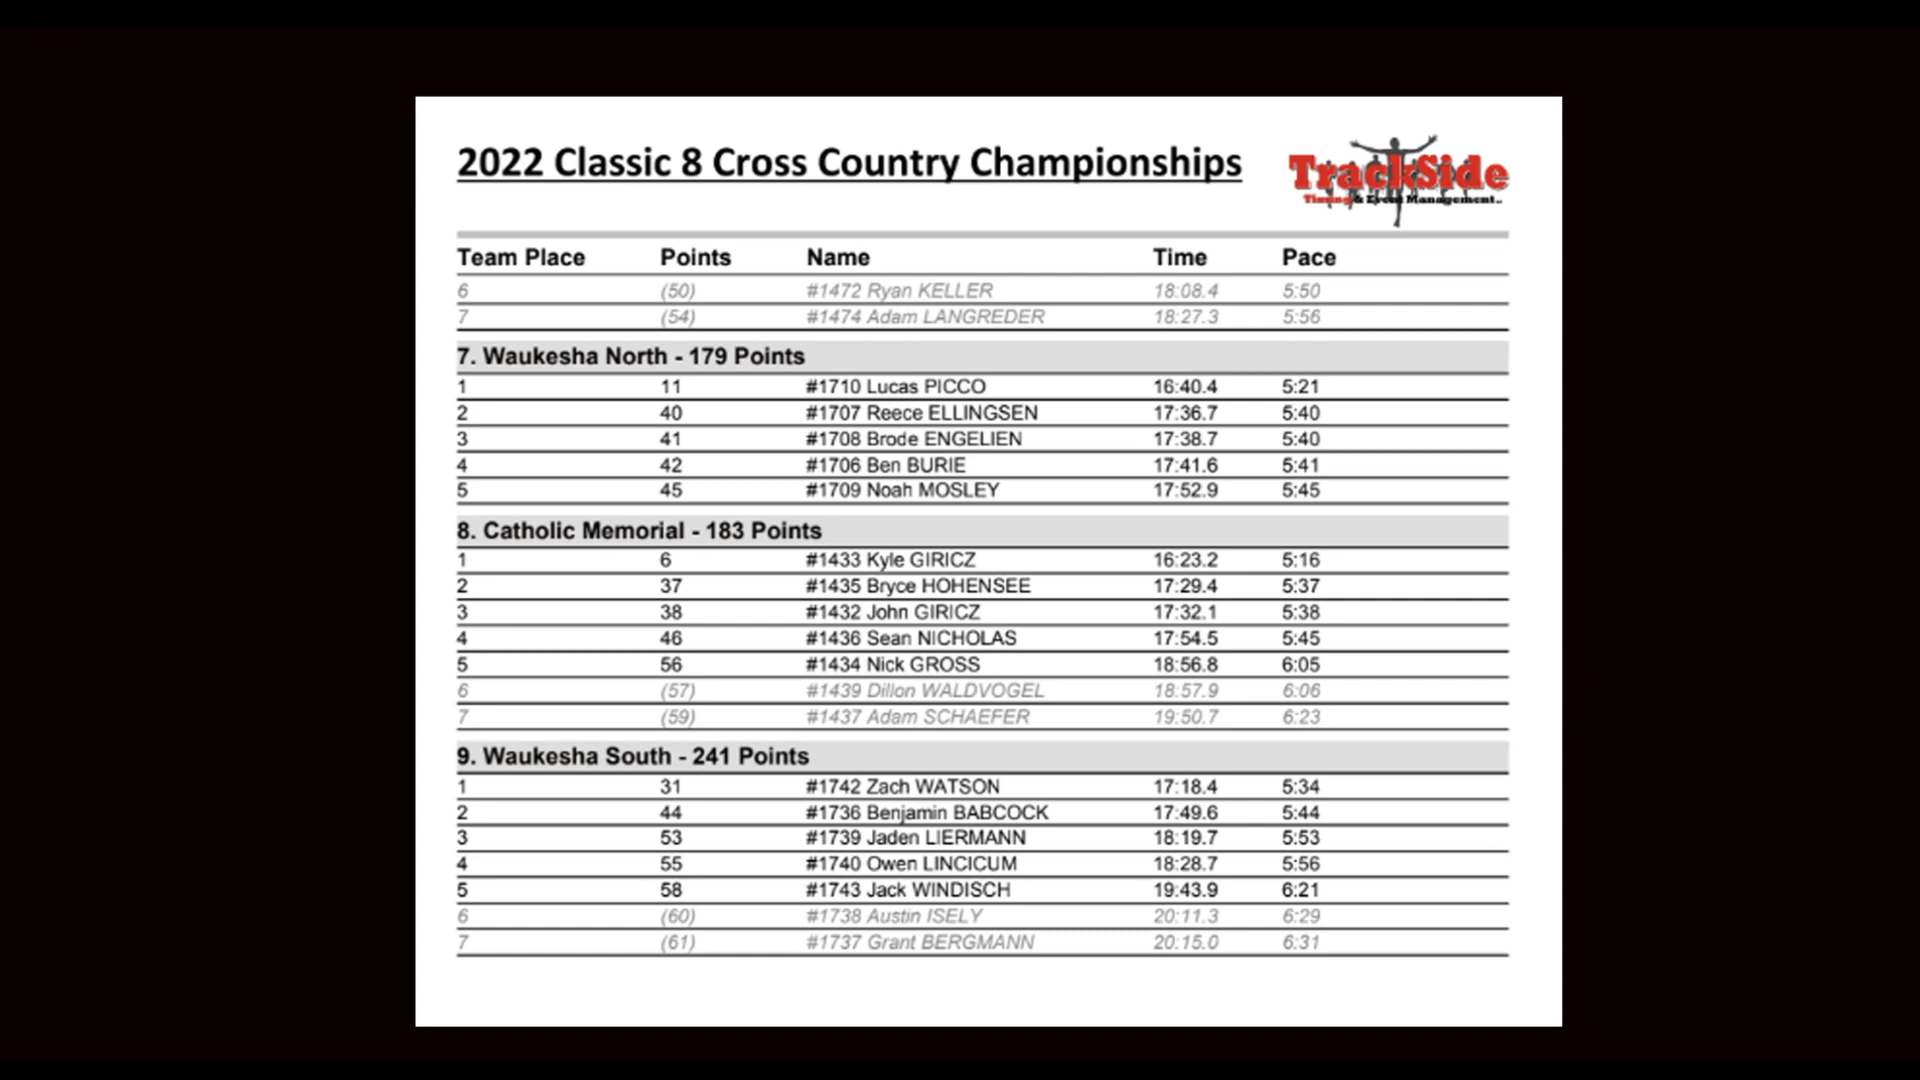 2022 Classic 8 Cross Country Championships
TrackSide
Timing & Event Management
Team Place Points Name Time Pace
6 (50) #1472 Ryan KELLER 18:08.4 5:50
7 (54) #1474 Adam LANGREDER 18:27.3 5:56
7. Waukesha North - 179 Points
1 11 #1710 Lucas PICCO 16:40.4 5:21
2 40 #1707 Reece ELLINGSEN 17:36.7 5:40
3 41 #1708 Brode ENGELIEN 17:38.7 5:40
4 42 #1706 Ben BURIE 17:41.6 5:41
5 45 #1709 Noah MOSLEY 17:52.9 5:45
8. Catholic Memorial - 183 Points
1 6 #1433 Kyle GIRICZ 16:23.2 5:16
2 37 #1435 Bryce HOHENSEE 17:29.4 5:37
3 38 #1432 John GIRICZ 17:32.1 5:38
4 46 #1436 Sean NICHOLAS 17:54.5 5:45
5 56 #1434 Nick GROSS 18:56.8 6:05
6 (57) #1439 Dillon WALDVOGEL 18:57.9 6:06
7 (59) #1437 Adam SCHAEFER 19:50.7 6:23
9. Waukesha South - 241 Points
1 31 #1742 Zach WATSON 17:18.4 5:34
2 44 #1736 Benjamin BABCOCK 17:49.6 5:44
3 53 #1739 Jaden LIERMANN 18:19.7 5:53
4 55 #1740 Owen LINCICUM 18:28.7 5:56
5 58 #1743 Jack WINDISCH 19:43.9 6:21
6 (60) #1738 Austin ISELY 20:11.3 6:29
7 (61) #1737 Grant BERGMANN 20:15.0 6:31